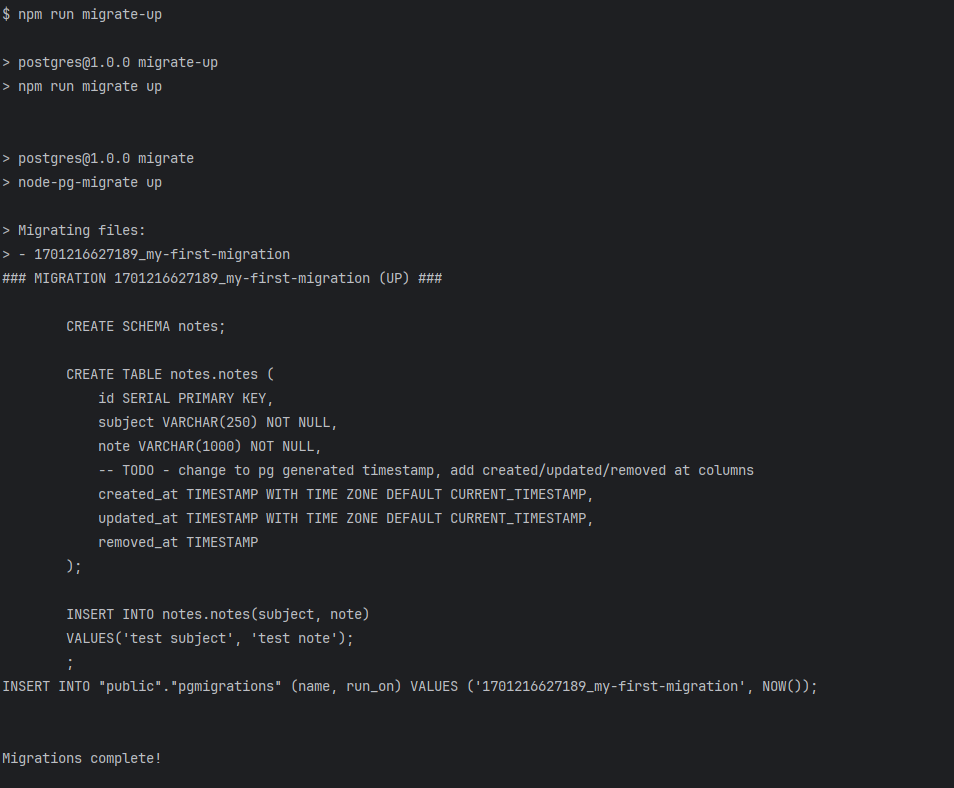 $ npm run migrate-up
> postgres@1.0.0 migrate-up
> npm run migrate up
> postgres@1.0.0 migrate
> node-pg-migrate up
> Migrating files:
> - 1701216627189_my-first-migration
### MIGRATION 1701216627189_my-first-migration (UP) ###
CREATE SCHEMA notes;
CREATE TABLE notes.notes (
id SERIAL PRIMARY KEY,
subject VARCHAR(250) NOT NULL,
note VARCHAR(1000) NOT NULL,
-- TODO - change to pg generated timestamp, add created/updated/removed at columns
created_at TIMESTAMP WITH TIME ZONE DEFAULT CURRENT_TIMESTAMP,
updated_at TIMESTAMP WITH TIME ZONE DEFAULT CURRENT_TIMESTAMP,
removed_at TIMESTAMP
);
INSERT INTO notes.notes(subject, note)
VALUES('test subject', 'test note');
;
INSERT INTO "public"."pgmigrations" (name, run_on) VALUES ('1701216627189_my-first-migration', NOW());
Migrations complete!